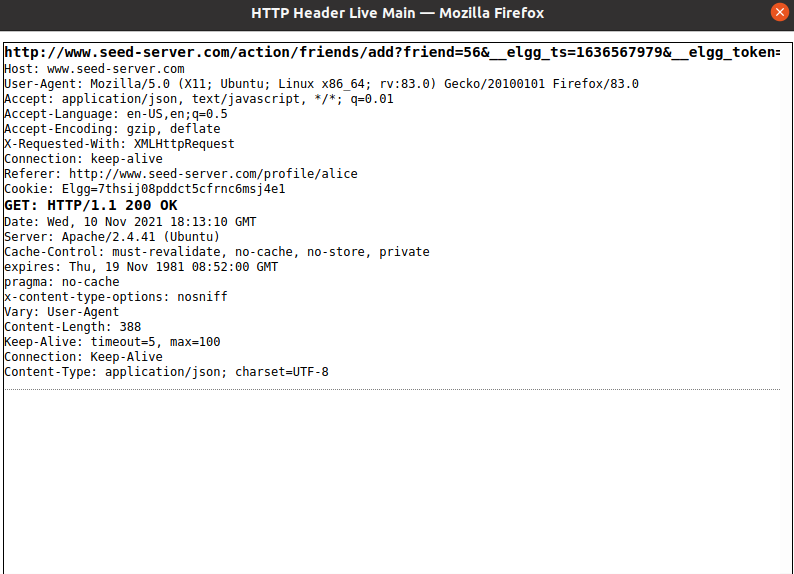 HTTP Header Live Main — Mozilla Firefox
http://www.seed-server.com/action/friends/add?friend=56&__elgg_ts=1636567979&__elgg_token=
Host: www.seed-server.com
User-Agent: Mozilla/5.0 (X11; Ubuntu; Linux x86_64; rv:83.0) Gecko/20100101 Firefox/83.0
Accept: application/json, text/javascript, */*; q=0.01
Accept-Language: en-US,en;q=0.5
Accept-Encoding: gzip, deflate
X-Requested-With: XMLHttpRequest
Connection: keep-alive
Referer: http://www.seed-server.com/profile/alice
Cookie: Elgg=7thsij08pddct5cfrnc6msj4e1
GET: HTTP/1.1 200 OK
Date: Wed, 10 Nov 2021 18:13:10 GMT
Server: Apache/2.4.41 (Ubuntu)
Cache-Control: must-revalidate, no-cache, no-store, private
expires: Thu, 19 Nov 1981 08:52:00 GMT
pragma: no-cache
x-content-type-options: nosniff
Vary: User-Agent
Content-Length: 388
Keep-Alive: timeout=5, max=100
Connection: Keep-Alive
Content-Type: application/json; charset=UTF-8